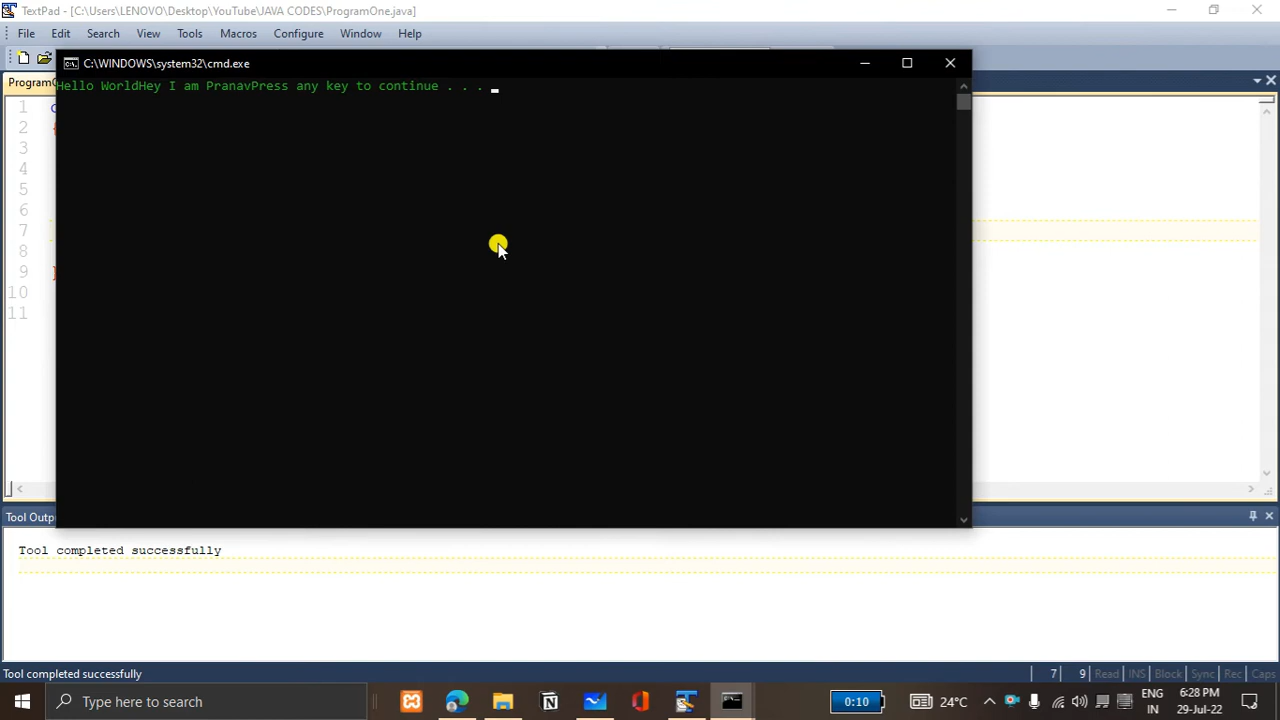 TextPad - [C:\Users\LENOVO\Desktop\YouTube\JAVA CODES\ProgramOne.java]
File Edit Search View Tools Macros Configure Window Help
C:\WINDOWS\system32\cmd.exe
Hello WorldHey I am PranavPress any key to continue . . .
1
2
3
4
5
6
7
8
9
10
11
Tool completed successfully
Tool completed successfully 7 9 Read INS Block Sync Rec Caps
Type here to search 0:10 24°C ENG 6:28 PM
IN 29-Jul-22